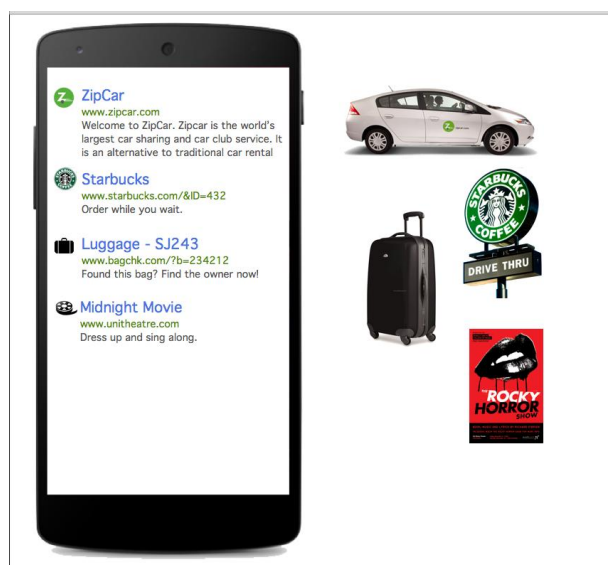 ZipCar
www.zipcar.com
Welcome to ZipCar. Zipcar is the world's
largest car sharing and car club service. It
is an alternative to traditional car rental
Starbucks
www.starbucks.com/&ID=432
Order while you wait.
Luggage - SJ243
www.bagchk.com/?b=234212
Found this bag? Find the owner now!
Midnight Movie
www.unitheatre.com
Dress up and sing along.
STARBUCKS
COFFEE
DRIVE THRU
THE
ROCKY
HORROR
SHOW